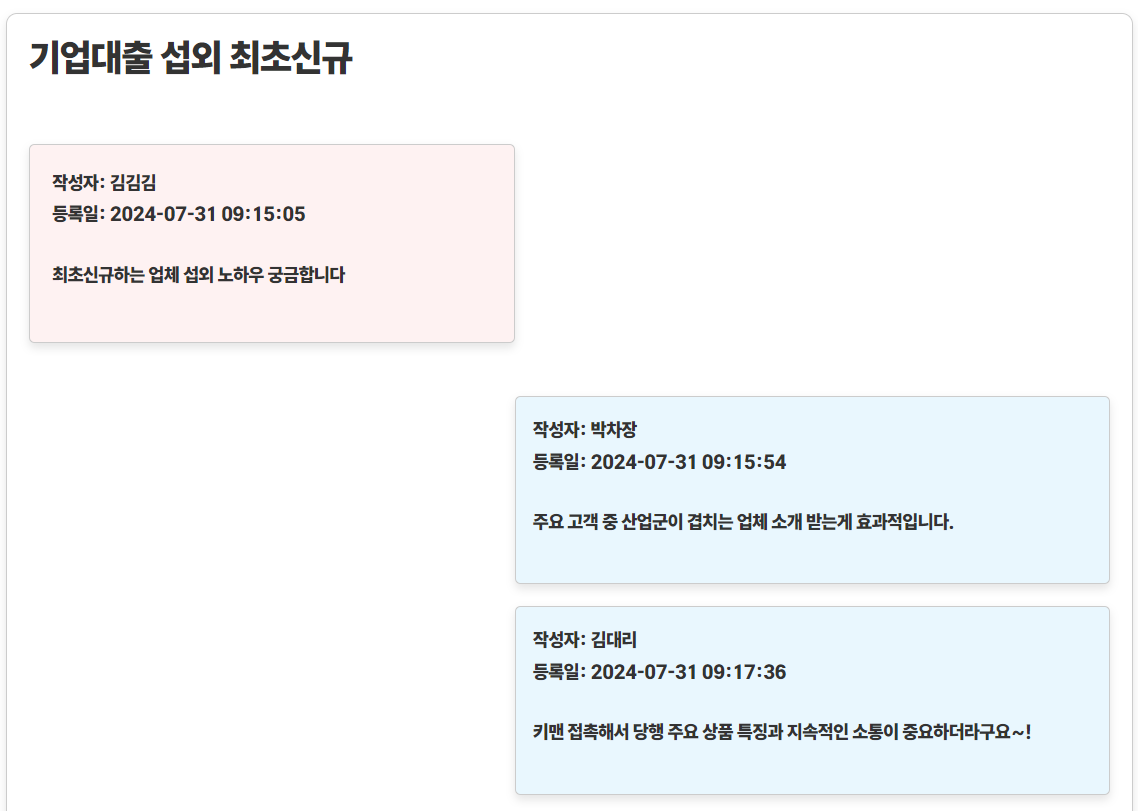 기업대출 섭외 최초신규
작성자: 김김김
등록일: 2024-07-31 09:15:05
최초신규하는 업체 섭외 노하우 궁금합니다
작성자: 박차장
등록일: 2024-07-31 09:15:54
주요 고객 중 산업군이 겹치는 업체 소개 받는게 효과적입니다.
작성자: 김대리
등록일: 2024-07-31 09:17:36
키맨 접촉해서 당행 주요 상품 특징과 지속적인 소통이 중요하더라구요~!